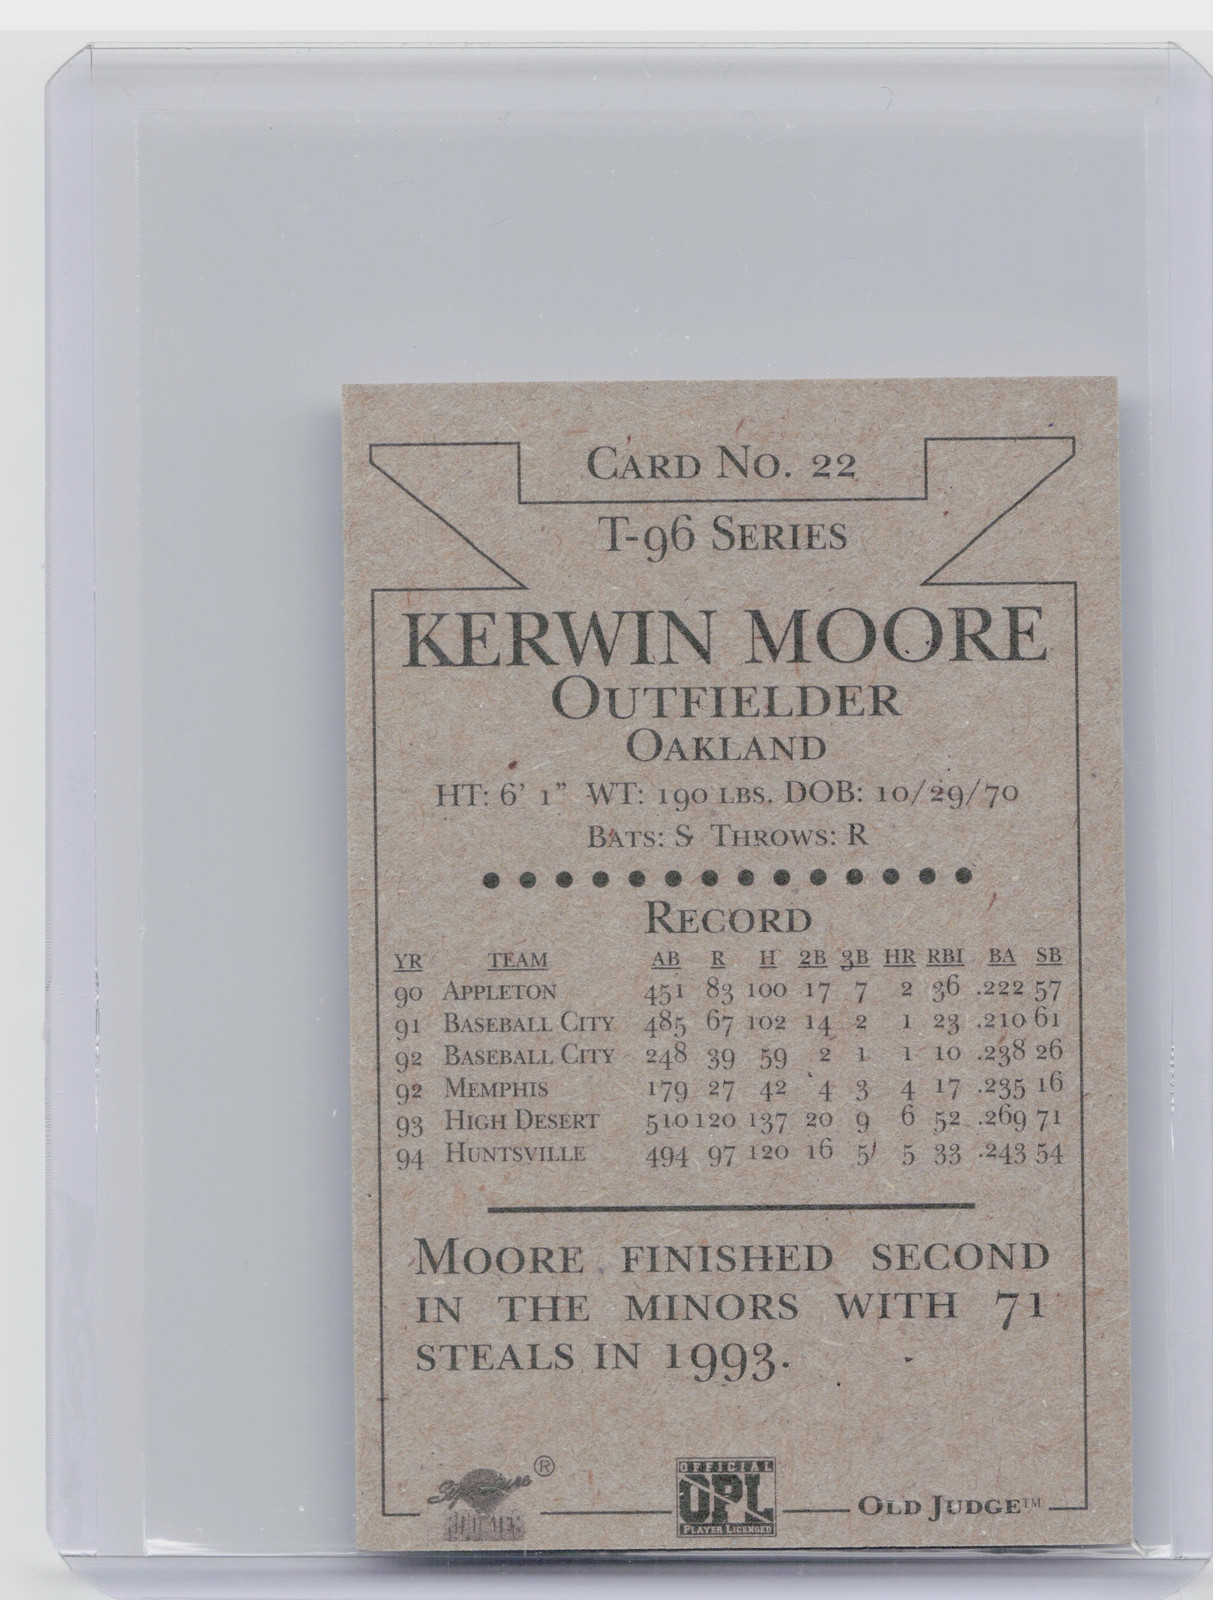 CARD NO. 22
T-96 SERIES
KERWIN MOORE
OUTFIELDER
OAKLAND
HT: 6' 1" WT: 190 LBS. DOB: 10/29/70
BATS: S THROWS: R
RECORD
YR TEAM AB R H 2B 3B HR RBI BA SB
90 APPLETON 451 83 100 17 7 2 36 .222 57
91 BASEBALL CITY 485 67 102 14 2 1 23 .210 61
92 BASEBALL CITY 248 39 59 2 1 1 10 .238 26
92 MEMPHIS 179 27 42 4 3 4 17 .235 16
93 HIGH DESERT 510 120 137 20 9 6 52 .269 71
94 HUNTSVILLE 494 97 120 16 5 5 33 .243 54
MOORE FINISHED SECOND
IN THE MINORS WITH 71
STEALS IN 1993.
Signature ®
ROOKIES
OFFICIAL
OPL
PLAYER LICENSED
OLD JUDGE™